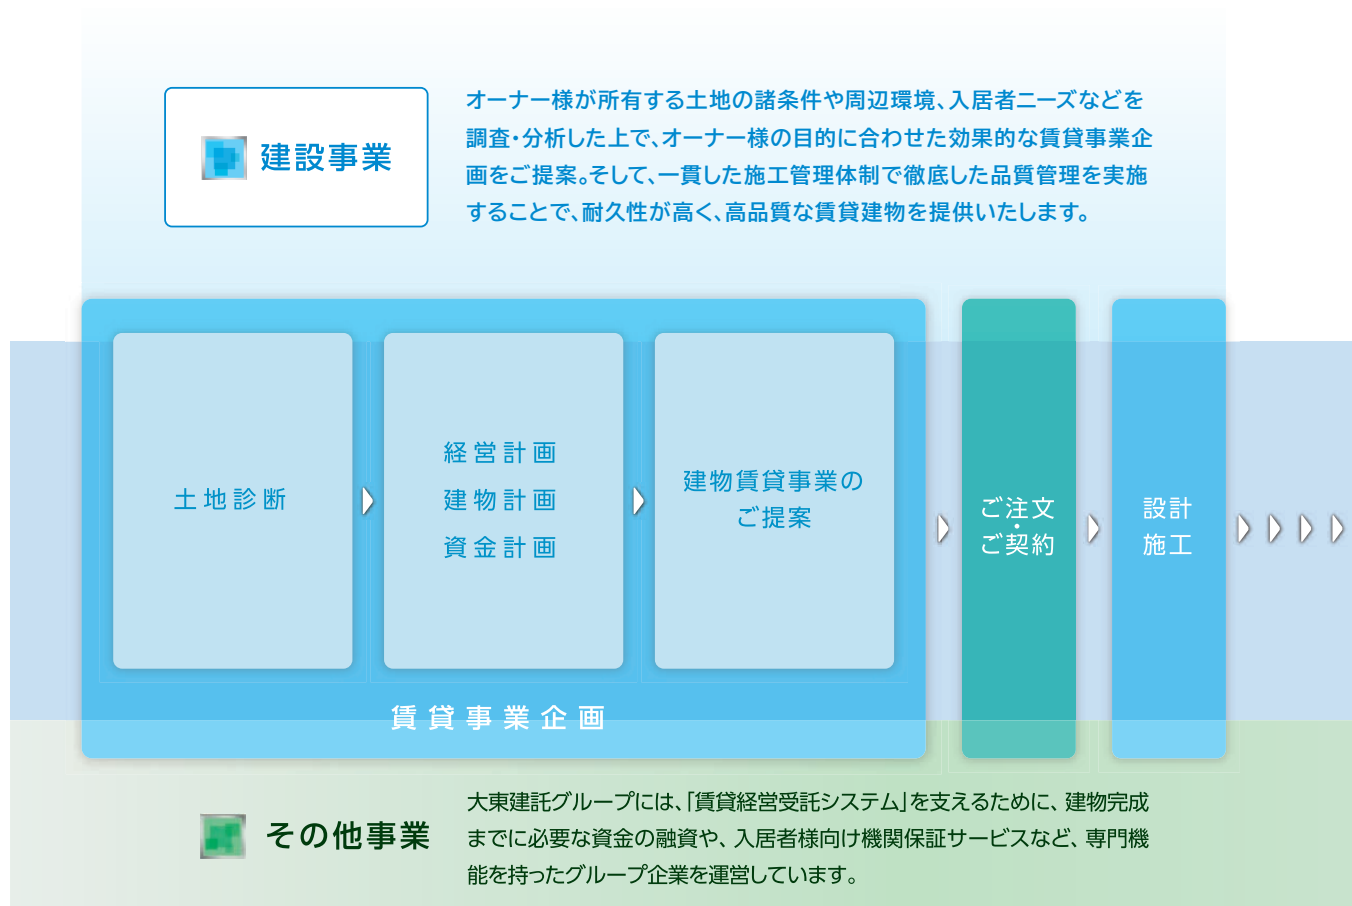 建設事業
オーナー様が所有する土地の諸条件や周辺環境、入居者ニーズなどを
調査・分析した上で、オーナー様の目的に合わせた効果的な賃貸事業企
画をご提案。そして、一貫した施工管理体制で徹底した品質管理を実施
することで、耐久性が高く、高品質な賃貸建物を提供いたします。
土地診断
経営計画
建物計画
資金計画
建物賃貸事業の
ご提案
賃貸事業企画
ご注文
・
ご契約
設計
施工
その他事業
大東建託グループには、「賃貸経営受託システム」を支えるために、建物完成
までに必要な資金の融資や、入居者様向け機関保証サービスなど、専門機
能を持ったグループ企業を運営しています。